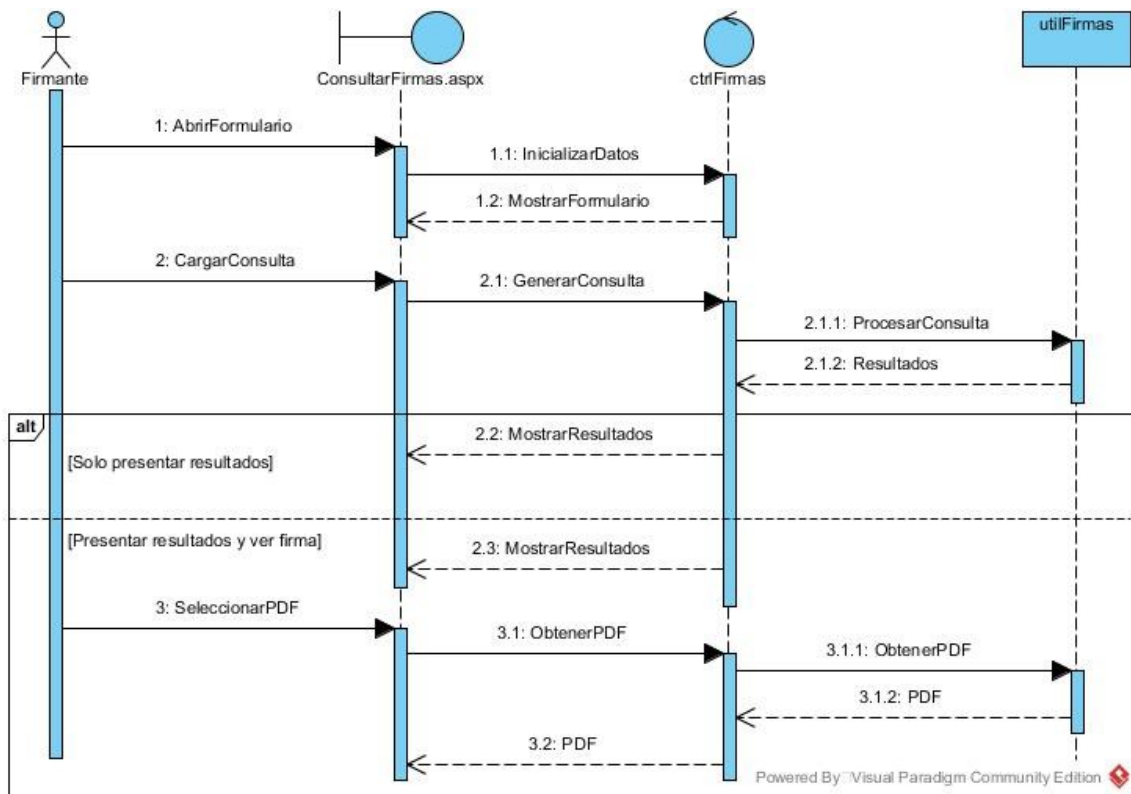 utilFirmas
Firmante
ConsultarFirmas.aspx
ctrlFirmas
1: AbrirFormulario
1.1: InicializarDatos
1.2: MostrarFormulario
2: CargarConsulta
2.1: GenerarConsulta
2.1.1: ProcesarConsulta
2.1.2: Resultados
alt
2.2: MostrarResultados
[Solo presentar resultados]
[Presentar resultados y ver firma]
2.3: MostrarResultados
3: SeleccionarPDF
3.1: ObtenerPDF
3.1.1: ObtenerPDF
3.1.2: PDF
3.2: PDF
Powered By Visual Paradigm Community Edition